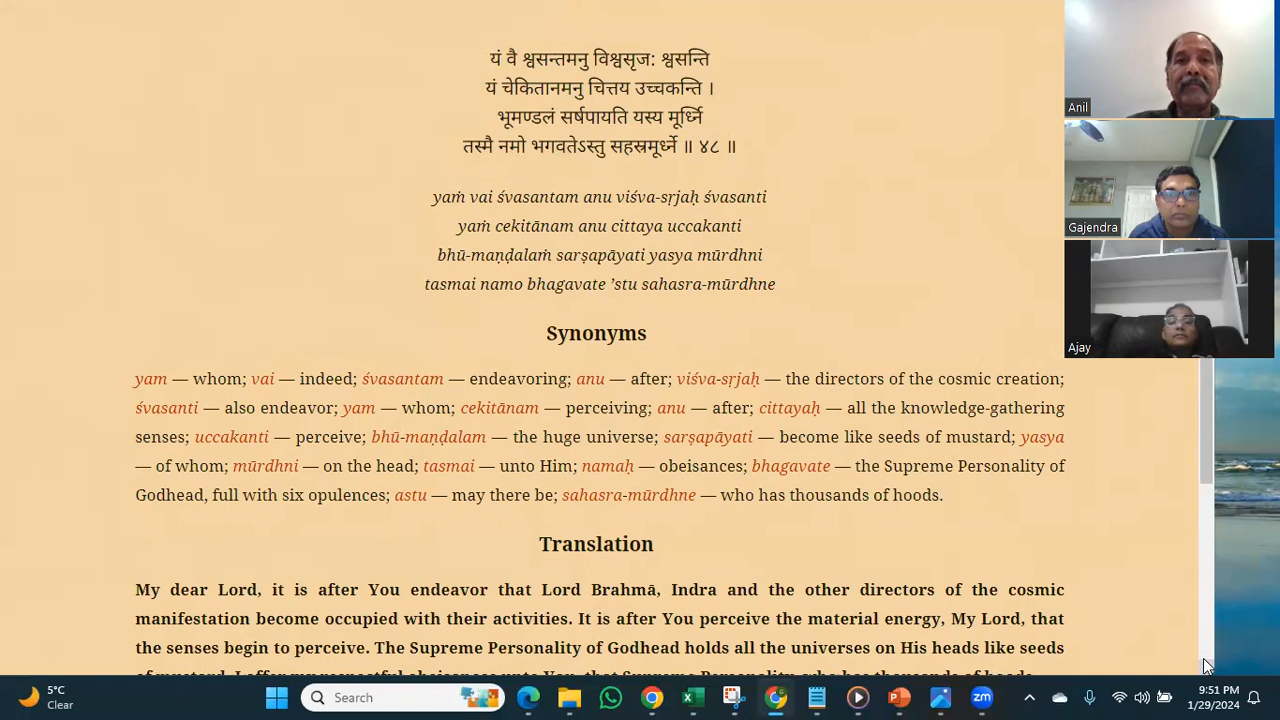 यं वै श्वसन्तमनु विश्वसृज: श्वसन्ति
यं चेकितानमनु चित्तय उच्चकन्ति ।
भूमण्डलं सर्षपायति यस्य मूर्ध्नि
तस्मै नमो भगवतेऽस्तु सहस्रमूर्ध्ने ॥ ४८ ॥
yaṁ vai śvasantam anu viśva-sṛjaḥ śvasanti
yaṁ cekitānam anu cittaya uccakanti
bhū-maṇḍalaṁ sarṣapāyati yasya mūrdhni
tasmai namo bhagavate ’stu sahasra-mūrdhne
Synonyms
yam — whom; vai — indeed; śvasantam — endeavoring; anu — after; viśva-sṛjaḥ — the directors of the cosmic creation;
śvasanti — also endeavor; yam — whom; cekitānam — perceiving; anu — after; cittayaḥ — all the knowledge-gathering
senses; uccakanti — perceive; bhū-maṇḍalam — the huge universe; sarṣapāyati — become like seeds of mustard; yasya
— of whom; mūrdhni — on the head; tasmai — unto Him; namaḥ — obeisances; bhagavate — the Supreme Personality of
Godhead, full with six opulences; astu — may there be; sahasra-mūrdhne — who has thousands of hoods.
Translation
My dear Lord, it is after You endeavor that Lord Brahmā, Indra and the other directors of the cosmic
manifestation become occupied with their activities. It is after You perceive the material energy, My Lord, that
the senses begin to perceive. The Supreme Personality of Godhead holds all the universes on His heads like seeds
Anil
Gajendra
Ajay
5°C
Clear
Search
zm
9:51 PM
1/29/2024